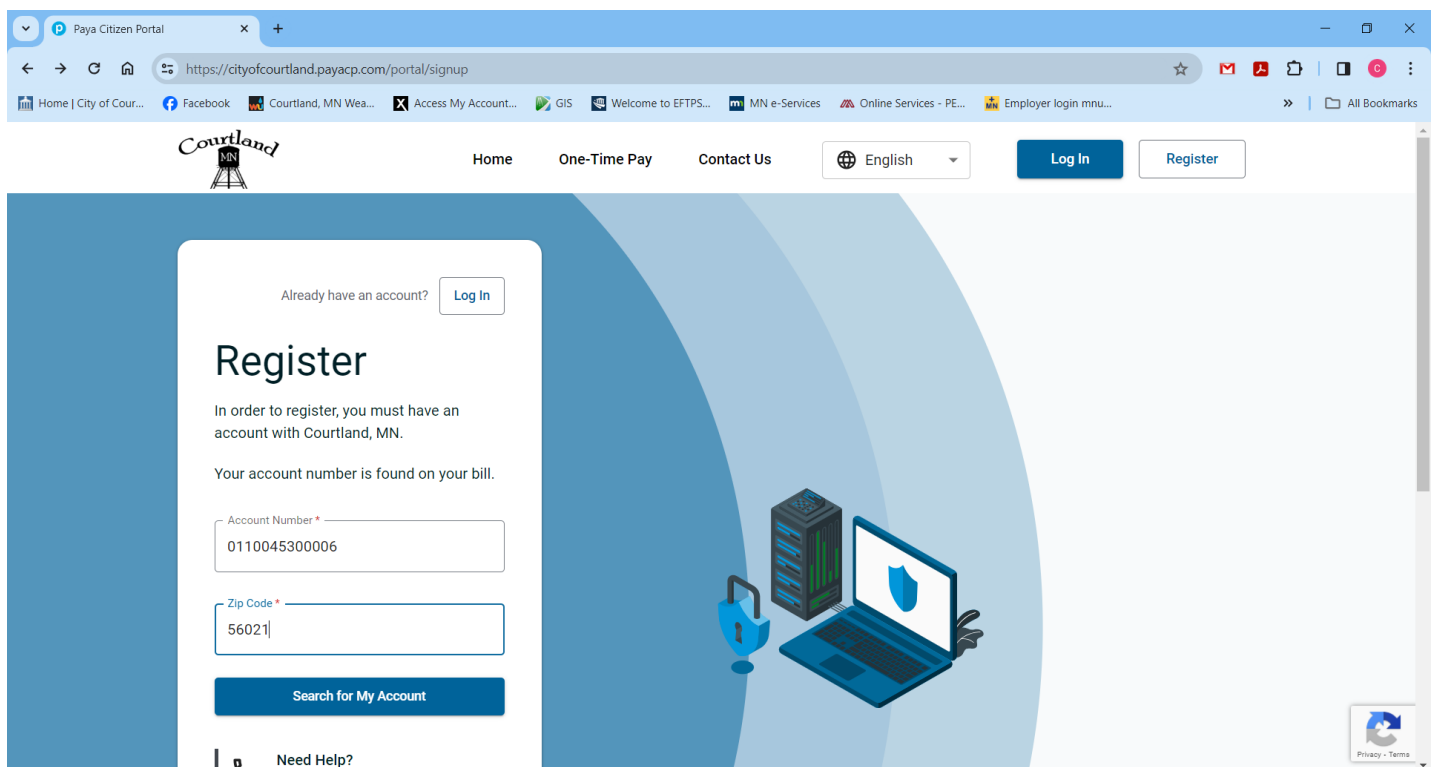 Paya Citizen Portal
https://cityofcourtland.payacp.com/portal/signup
Home | City of Cour...
Facebook
Courtland, MN Wea...
Access My Account...
GIS
Welcome to EFTPS...
MN e-Services
Online Services - PE...
Employer login mnu...
All Bookmarks
Courtland
MN
Home
One-Time Pay
Contact Us
English
Log In
Register
Already have an account?
Log In
Register
In order to register, you must have an
account with Courtland, MN.
Your account number is found on your bill.
Account Number *
0110045300006
Zip Code *
56021
Search for My Account
Need Help?
Privacy - Terms